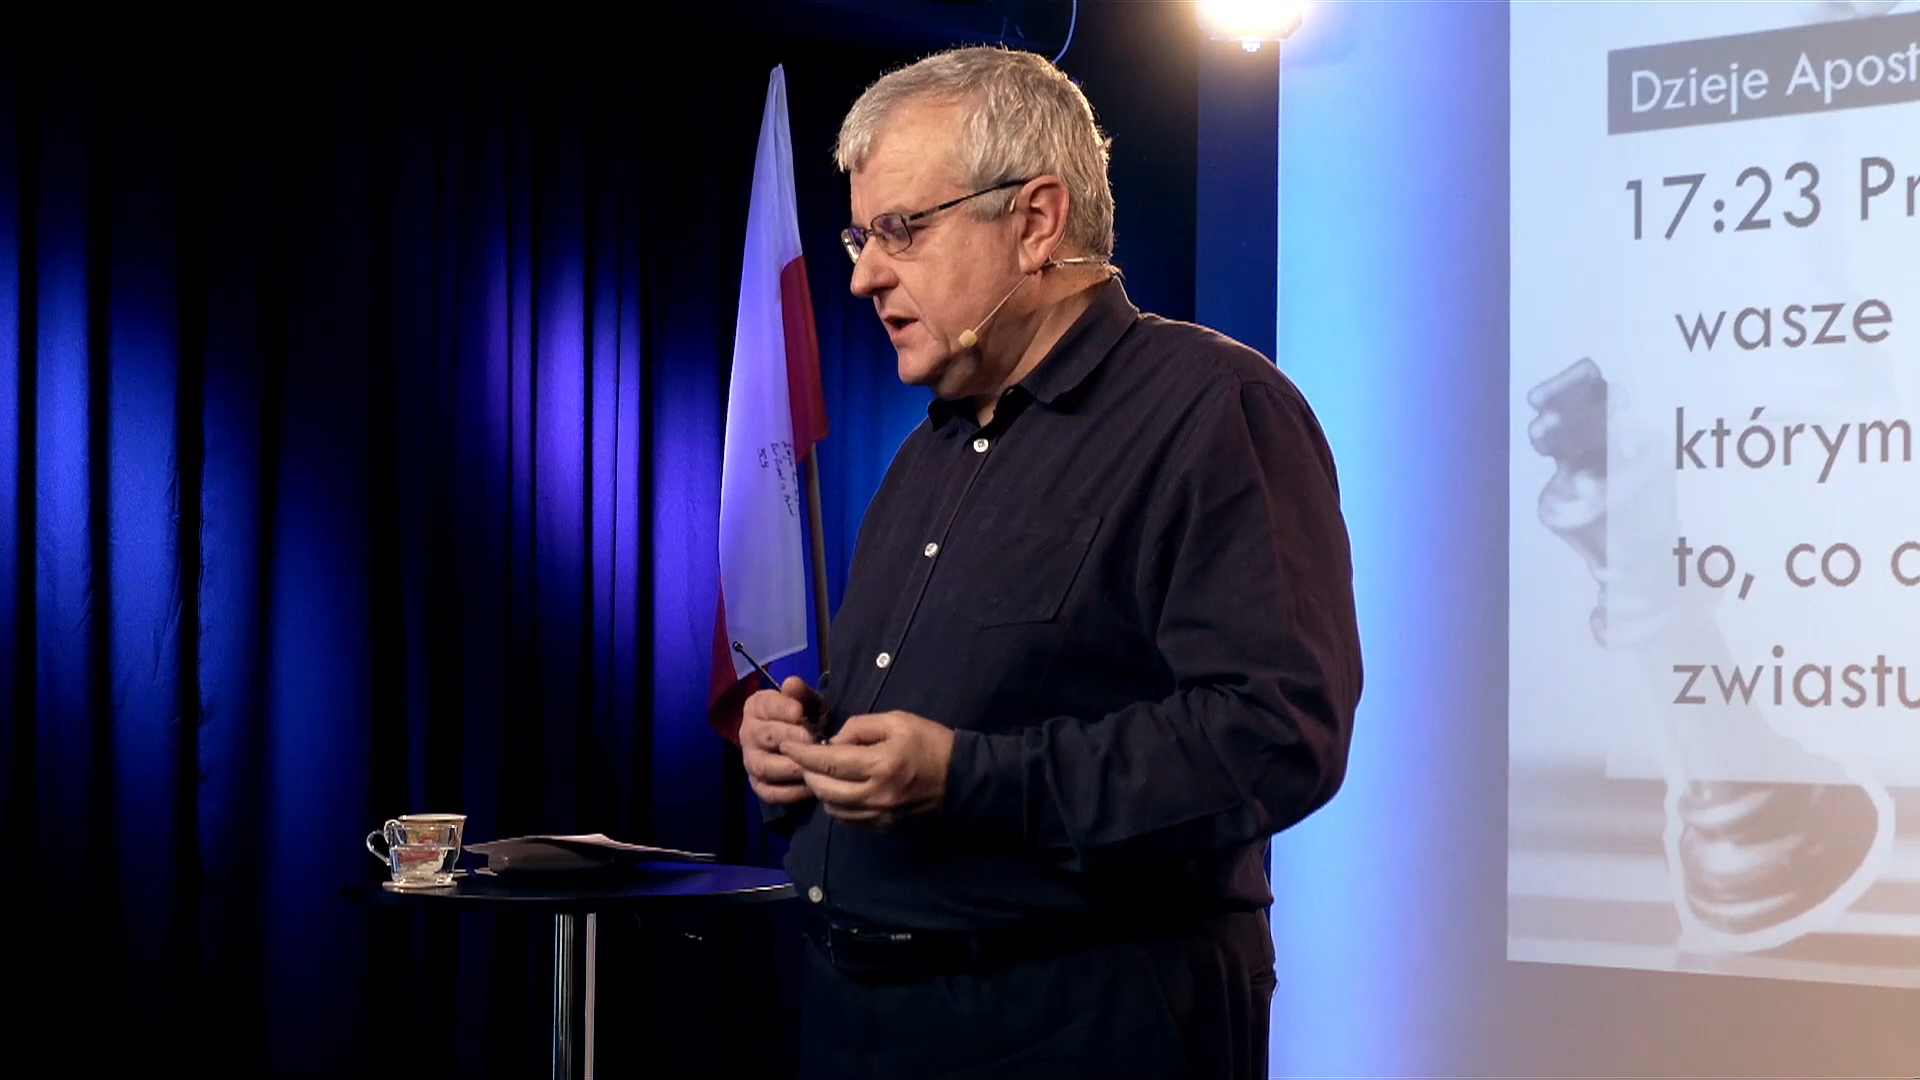 Dzieje Apost
17:23 Pr
wasze
którym
to, co
zwiastu